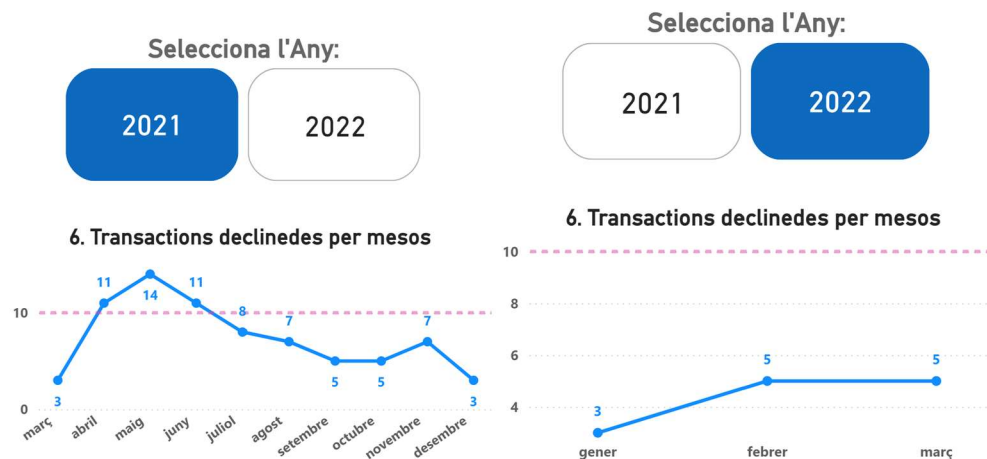 Selecciona l'Any:
2021
2022
6. Transactions declinedes per mesos
10
0
3
11
14
11
8
7
5
5
7
3
març
abril
maig
juny
juliol
agost
setembre
octubre
novembre
desembre
Selecciona l'Any:
2021
2022
6. Transactions declinedes per mesos
10
8
6
4
3
5
5
gener
febrer
març